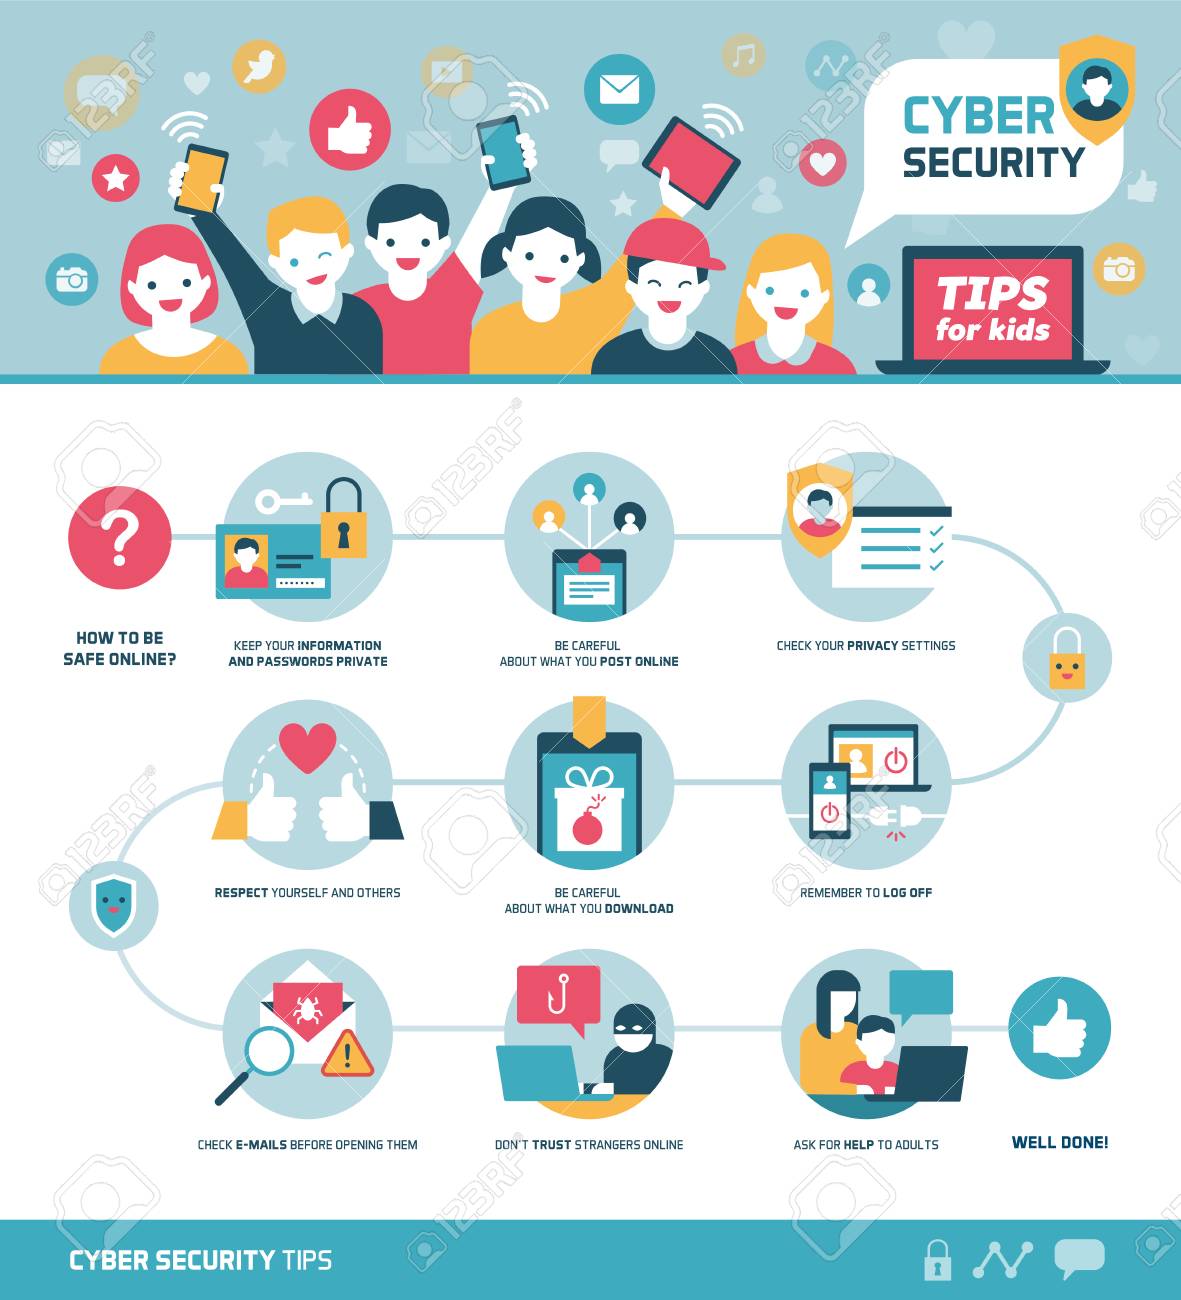 CYBER
SECURITY
TIPS
for kids
HOW TO BE
SAFE ONLINE?
KEEP YOUR INFORMATION
AND PASSWORDS PRIVATE
BE CAREFUL
ABOUT WHAT YOU POST ONLINE
CHECK YOUR PRIVACY SETTINGS
RESPECT YOURSELF AND OTHERS
BE CAREFUL
ABOUT WHAT YOU DOWNLOAD
REMEMBER TO LOG OFF
CHECK E-MAILS BEFORE OPENING THEM
DON'T TRUST STRANGERS ONLINE
ASK FOR HELP TO ADULTS
WELL DONE!
CYBER SECURITY TIPS
123RF